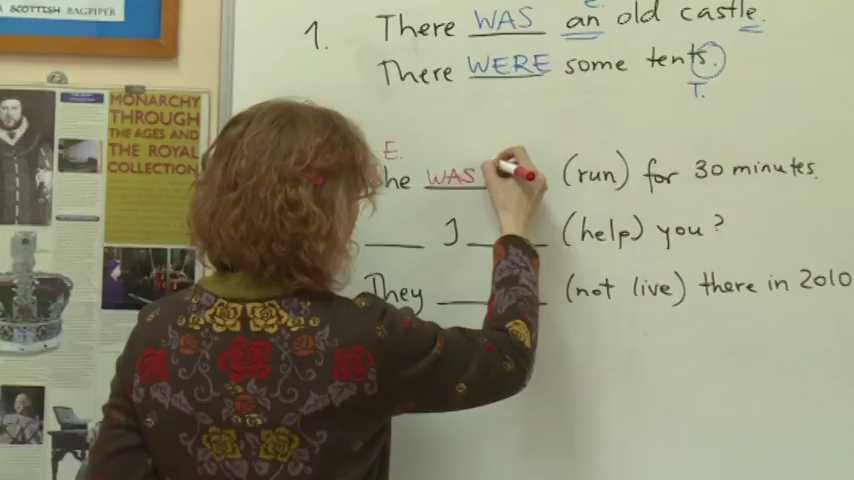 A SCOTTISH BAGPIPER
MONARCHY
THROUGH
THE AGES AND
THE ROYAL
COLLECTION
1. There WAS an old castle.
There WERE some tents.
T.
E.
he WAS (run) for 30 minutes.
I (help) you?
They (not live) there in 2010